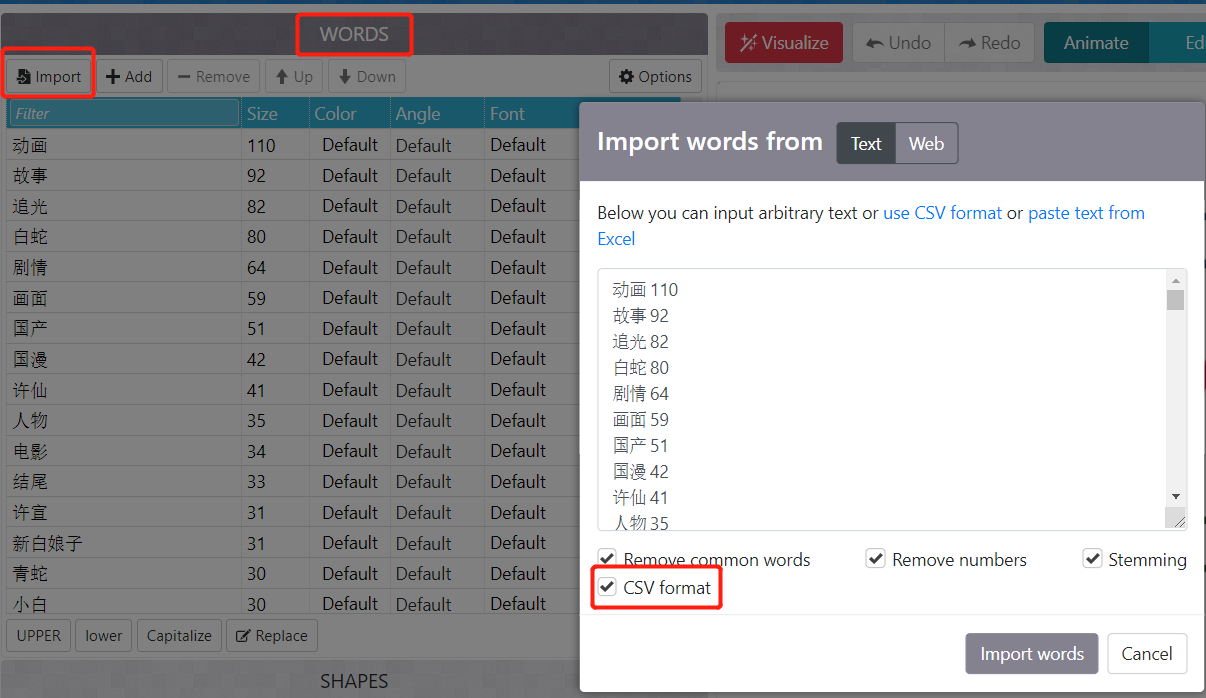 WORDS
Visualize Undo Redo Animate Edi
Import Add Remove Up Down Options
Filter Size Color Angle Font
动画 110 Default Default Default
故事 92 Default Default Default
追光 82 Default Default Default
白蛇 80 Default Default Default
剧情 64 Default Default Default
画面 59 Default Default Default
国产 51 Default Default Default
国漫 42 Default Default Default
许仙 41 Default Default Default
人物 35 Default Default Default
电影 34 Default Default Default
结尾 33 Default Default Default
许宣 31 Default Default Default
新白娘子 31 Default Default Default
青蛇 30 Default Default Default
小白 30 Default Default Default
UPPER lower Capitalize Replace
SHAPES
Import words from Text Web
Below you can input arbitrary text or use CSV format or paste text from
Excel
动画 110
故事 92
追光 82
白蛇 80
剧情 64
画面 59
国产 51
国漫 42
许仙 41
人物 35
Remove common words Remove numbers Stemming
CSV format
Import words Cancel